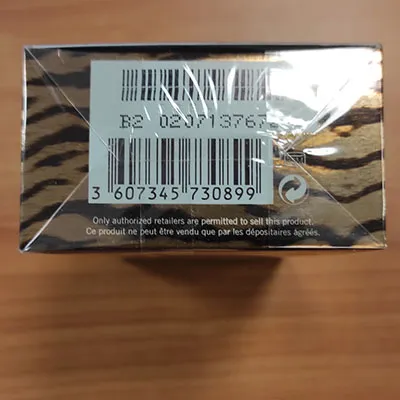 B2 020713767
3 607345 730899
Only authorized retailers are permitted to sell this product.
Ce produit ne peut être vendu que par les dépositaires agréés.